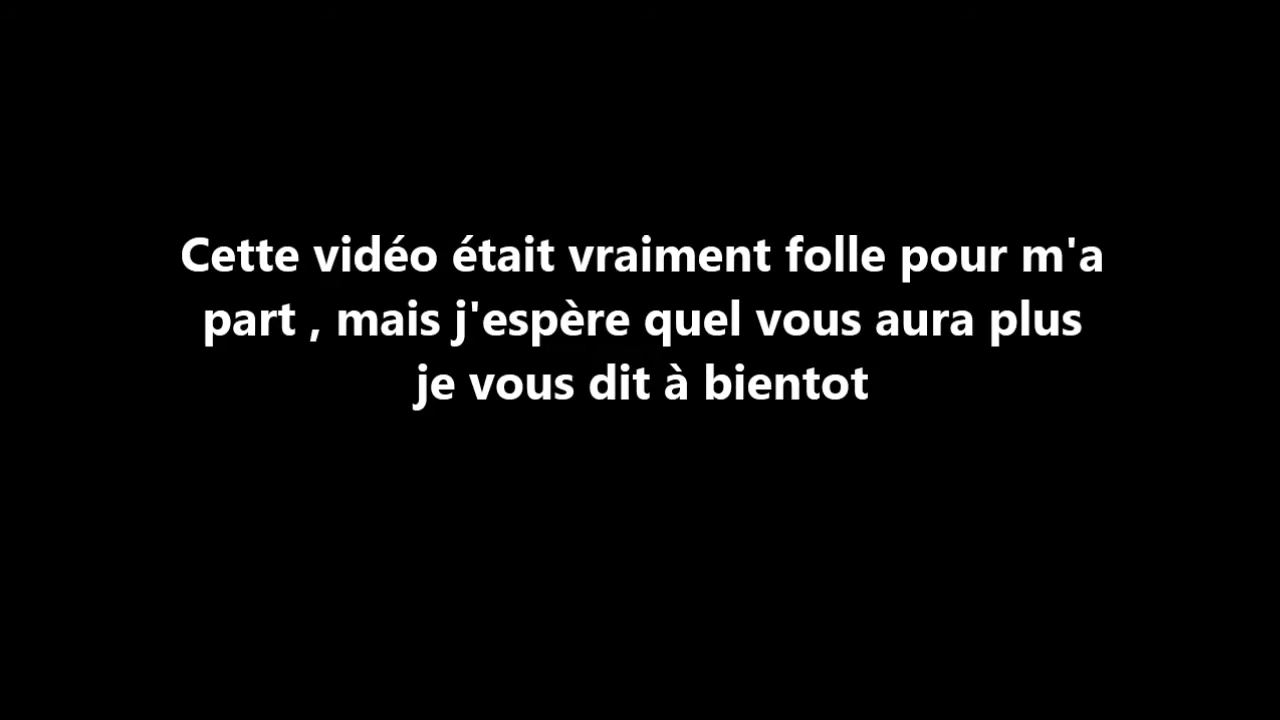 Cette vidéo était vraiment folle pour m'a
part , mais j'espère quel vous aura plus
je vous dit à bientot